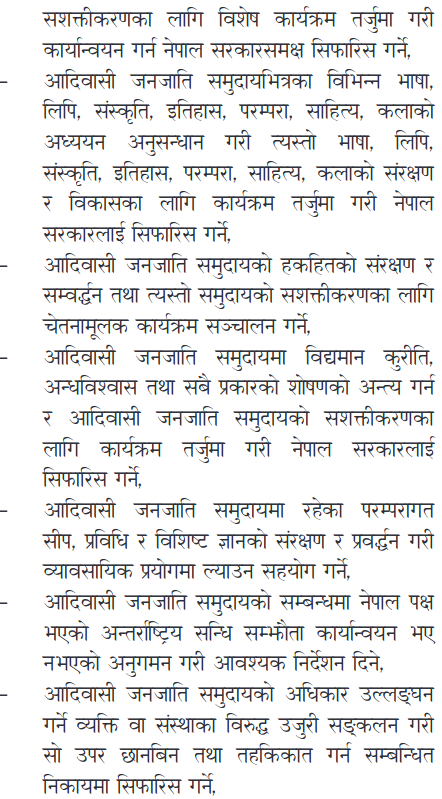 सशक्तीकरणका लागि विशेष कार्यक्रम तर्जुमा गरी
कार्यान्वयन गर्न नेपाल सरकारसमक्ष सिफारिस गर्ने,
– आदिवासी जनजाति समुदायभित्रका विभिन्न भाषा,
लिपि, संस्कृति, इतिहास, परम्परा, साहित्य, कलाको
अध्ययन अनुसन्धान गरी त्यस्तो भाषा, लिपि,
संस्कृति, इतिहास, परम्परा, साहित्य, कलाको संरक्षण
र विकासका लागि कार्यक्रम तर्जुमा गरी नेपाल
सरकारलाई सिफारिस गर्ने,
– आदिवासी जनजाति समुदायको हकहितको संरक्षण र
सम्वर्द्धन तथा त्यस्तो समुदायको सशक्तीकरणका लागि
चेतनामूलक कार्यक्रम सञ्चालन गर्ने,
– आदिवासी जनजाति समुदायमा विद्यमान कुरीति,
अन्धविश्वास तथा सबै प्रकारको शोषणको अन्त्य गर्न
र आदिवासी जनजाति समुदायको सशक्तीकरणका
लागि कार्यक्रम तर्जुमा गरी नेपाल सरकारलाई
सिफारिस गर्ने,
– आदिवासी जनजाति समुदायमा रहेका परम्परागत
सीप, प्रविधि र विशिष्ट ज्ञानको संरक्षण र प्रवर्द्धन गरी
व्यावसायिक प्रयोगमा ल्याउन सहयोग गर्ने,
– आदिवासी जनजाति समुदायको सम्बन्धमा नेपाल पक्ष
भएको अन्तर्राष्ट्रिय सन्धि सम्झौता कार्यान्वयन भए
नभएको अनुगमन गरी आवश्यक निर्देशन दिने,
– आदिवासी जनजाति समुदायको अधिकार उल्लङ्घन
गर्ने व्यक्ति वा संस्थाका विरुद्ध उजुरी सङ्कलन गरी
सो उपर छानबिन तथा तहकिकात गर्न सम्बन्धित
निकायमा सिफारिस गर्ने,